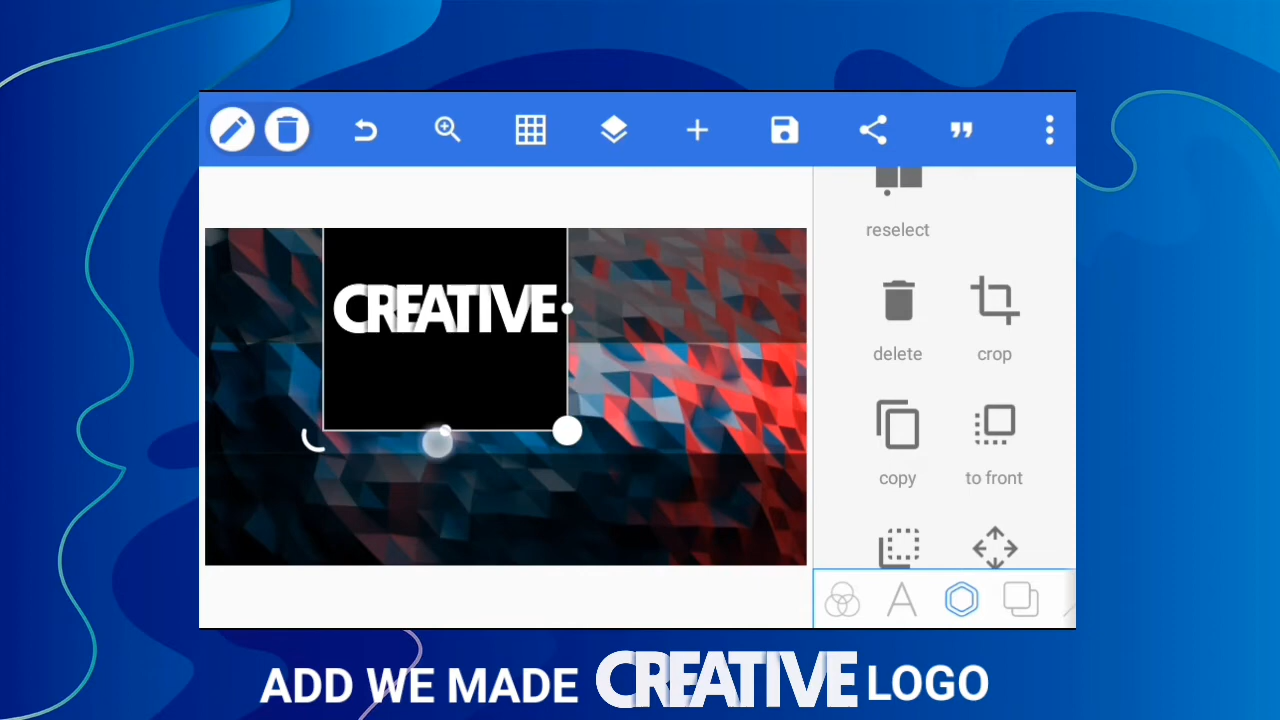 CREATIVE
reselect
delete crop
copy to front
ADD WE MADE CREATIVE LOGO